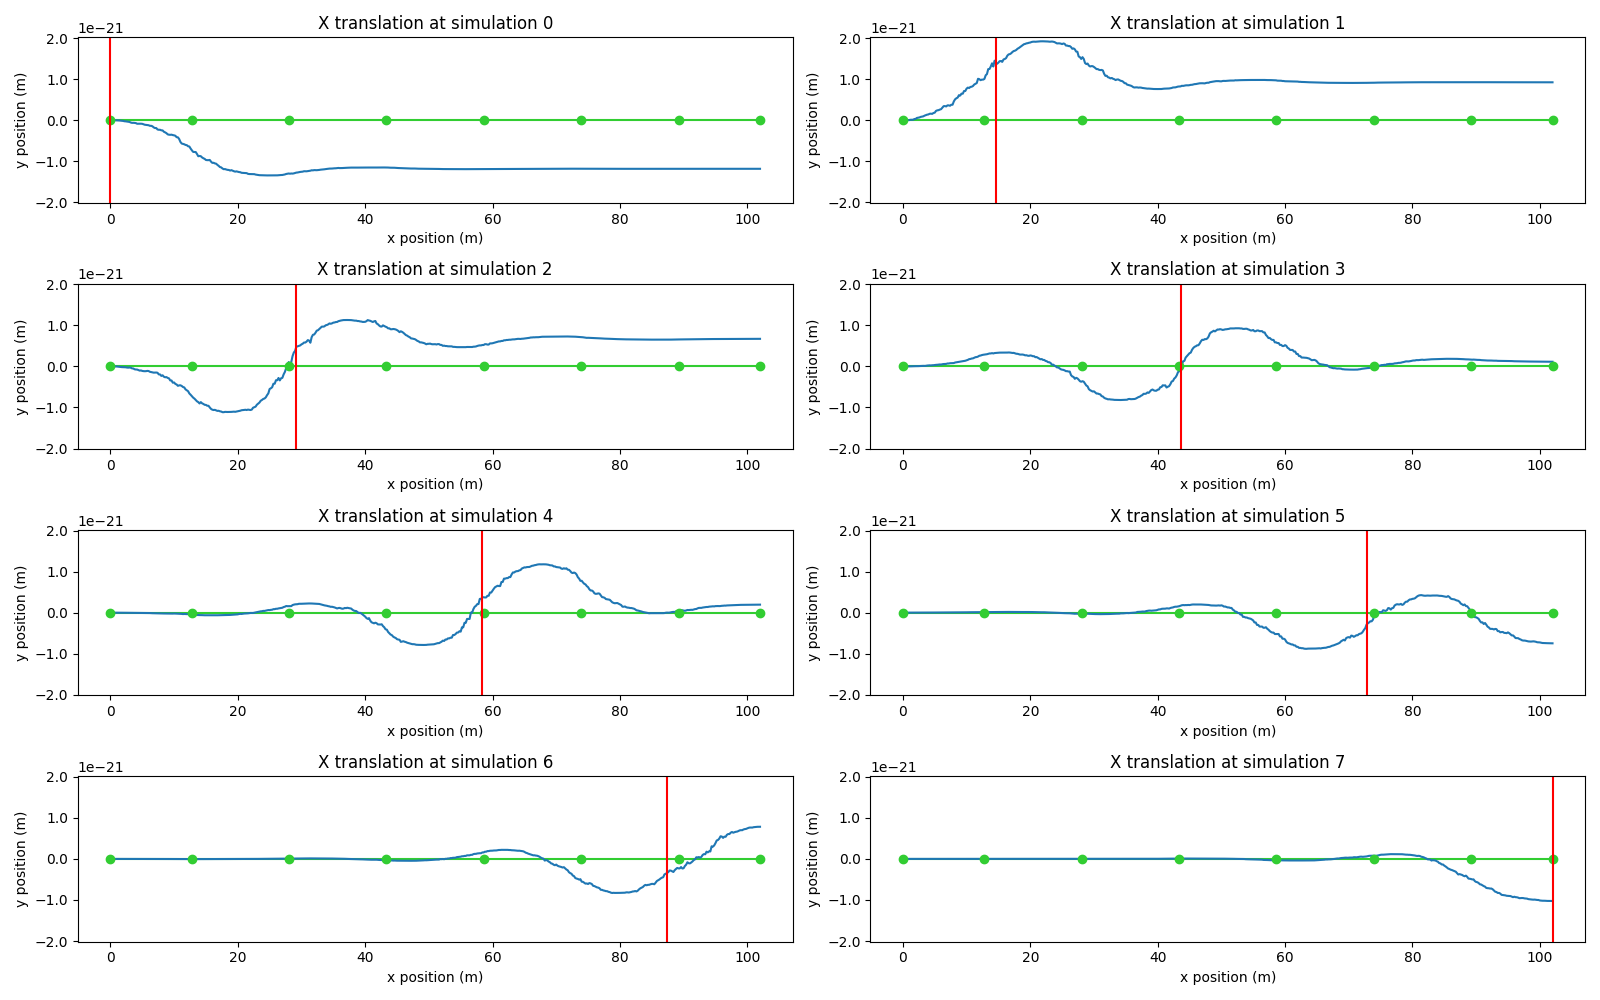 X translation at simulation 0
1e−21
y position (m)
2.0
1.0
0.0
−1.0
−2.0
0 20 40 60 80 100
x position (m)
X translation at simulation 1
1e−21
y position (m)
2.0
1.0
0.0
−1.0
−2.0
0 20 40 60 80 100
x position (m)
X translation at simulation 2
1e−21
y position (m)
2.0
1.0
0.0
−1.0
−2.0
0 20 40 60 80 100
x position (m)
X translation at simulation 3
1e−21
y position (m)
2.0
1.0
0.0
−1.0
−2.0
0 20 40 60 80 100
x position (m)
X translation at simulation 4
1e−21
y position (m)
2.0
1.0
0.0
−1.0
−2.0
0 20 40 60 80 100
x position (m)
X translation at simulation 5
1e−21
y position (m)
2.0
1.0
0.0
−1.0
−2.0
0 20 40 60 80 100
x position (m)
X translation at simulation 6
1e−21
y position (m)
2.0
1.0
0.0
−1.0
−2.0
0 20 40 60 80 100
x position (m)
X translation at simulation 7
1e−21
y position (m)
2.0
1.0
0.0
−1.0
−2.0
0 20 40 60 80 100
x position (m)